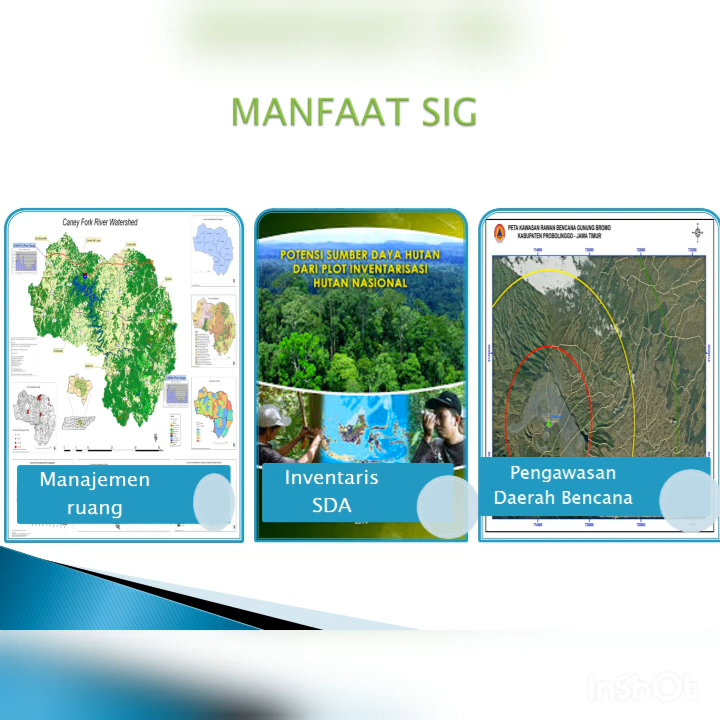 MANFAAT SIG
Caney Fork River Watershed
Manajemen
ruang
POTENSI SUMBER DAYA HUTAN
DARI PLOT INVENTARISASI
HUTAN NASIONAL
Inventaris
SDA
PETA KAWASAN RAWAN BENCANA GUNUNG BROMO
KABUPATEN PROBOLINGGO - JAWA TIMUR
Pengawasan
Daerah Bencana
InShOt